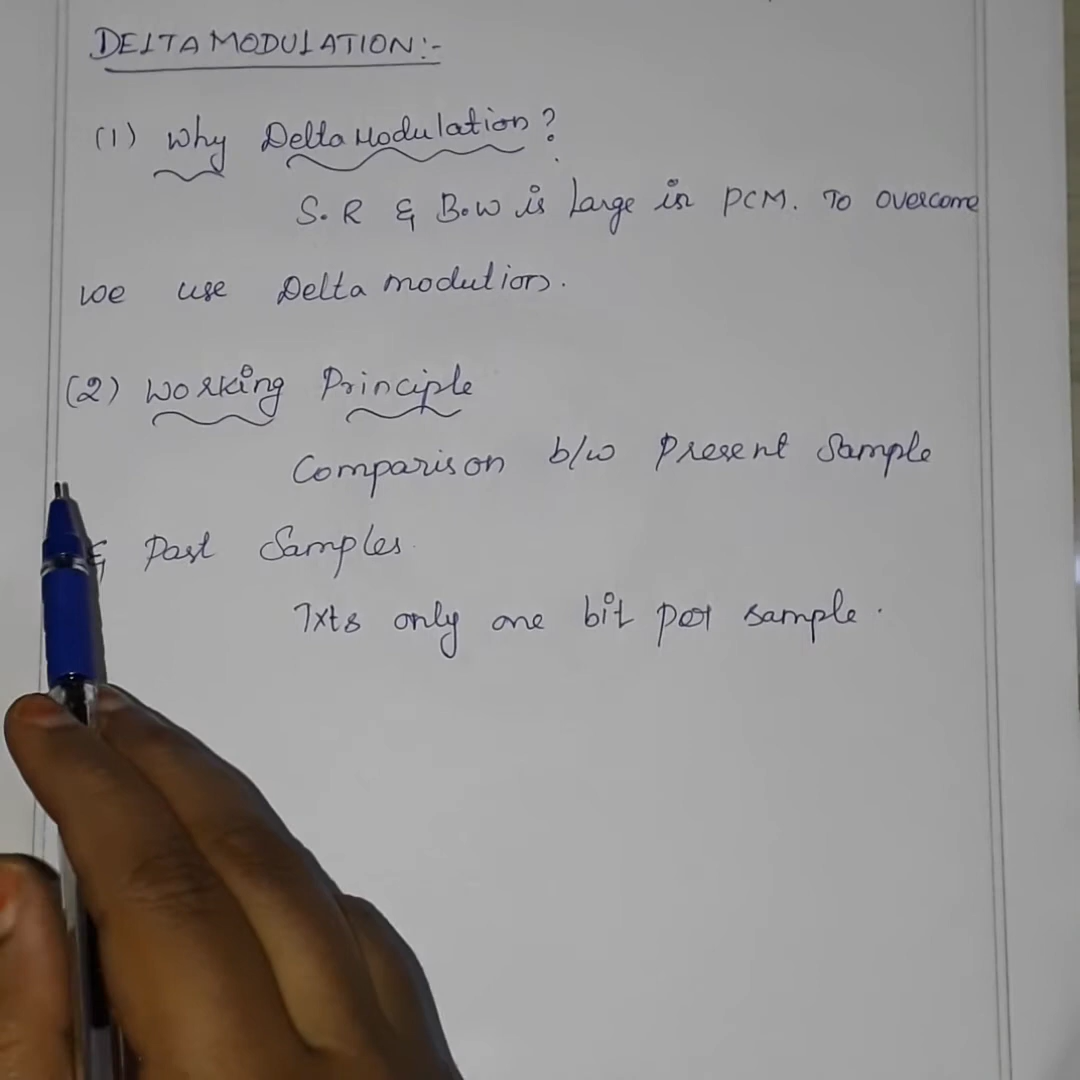 DELTA MODULATION:-
(1) Why Delta Modulation?
S.R & B.W is Large in PCM. To overcome
we use Delta modution.
(2) Working Principle
Comparison b/w Present Sample
& Past Samples.
Txts only one bit per sample.